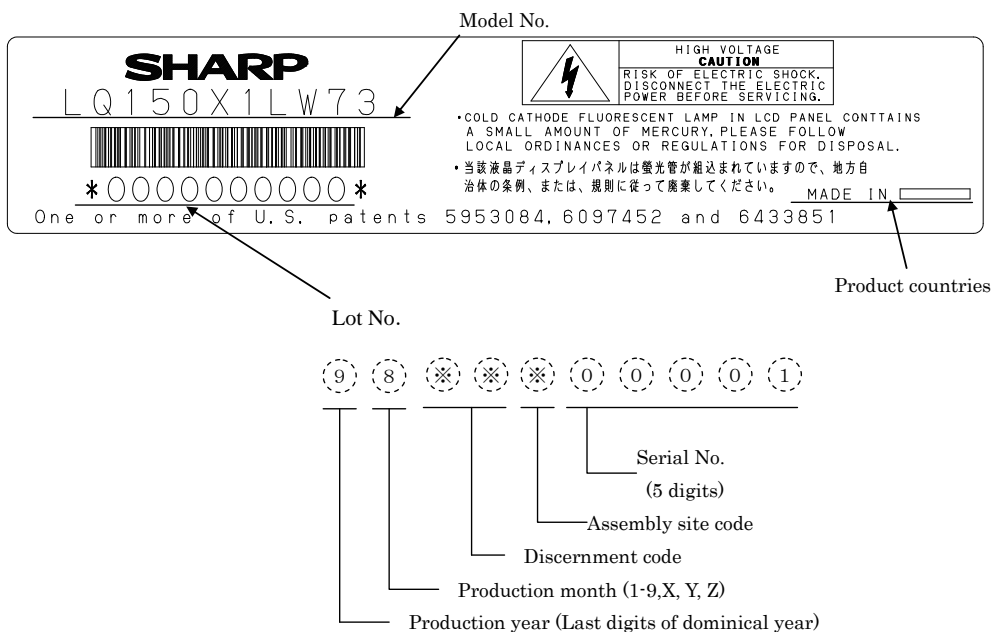 Model No.
SHARP
LQ150X1LW73
*0000000000*
HIGH VOLTAGE
CAUTION
RISK OF ELECTRIC SHOCK.
DISCONNECT THE ELECTRIC
POWER BEFORE SERVICING.
・COLD CATHODE FLUORESCENT LAMP IN LCD PANEL CONTTAINS
A SMALL AMOUNT OF MERCURY, PLEASE FOLLOW
LOCAL ORDINANCES OR REGULATIONS FOR DISPOSAL.
・当該液晶ディスプレイパネルは螢光管が組込まれていますので、地方自
治体の条例、または、規則に従って廃棄してください。
MADE IN
One or more of U.S. patents 5953084, 6097452 and 6433851
Product countries
Lot No.
9 8 ※ ※ ※ 0 0 0 0 1
Serial No.
(5 digits)
Assembly site code
Discernment code
Production month (1-9,X, Y, Z)
Production year (Last digits of dominical year)